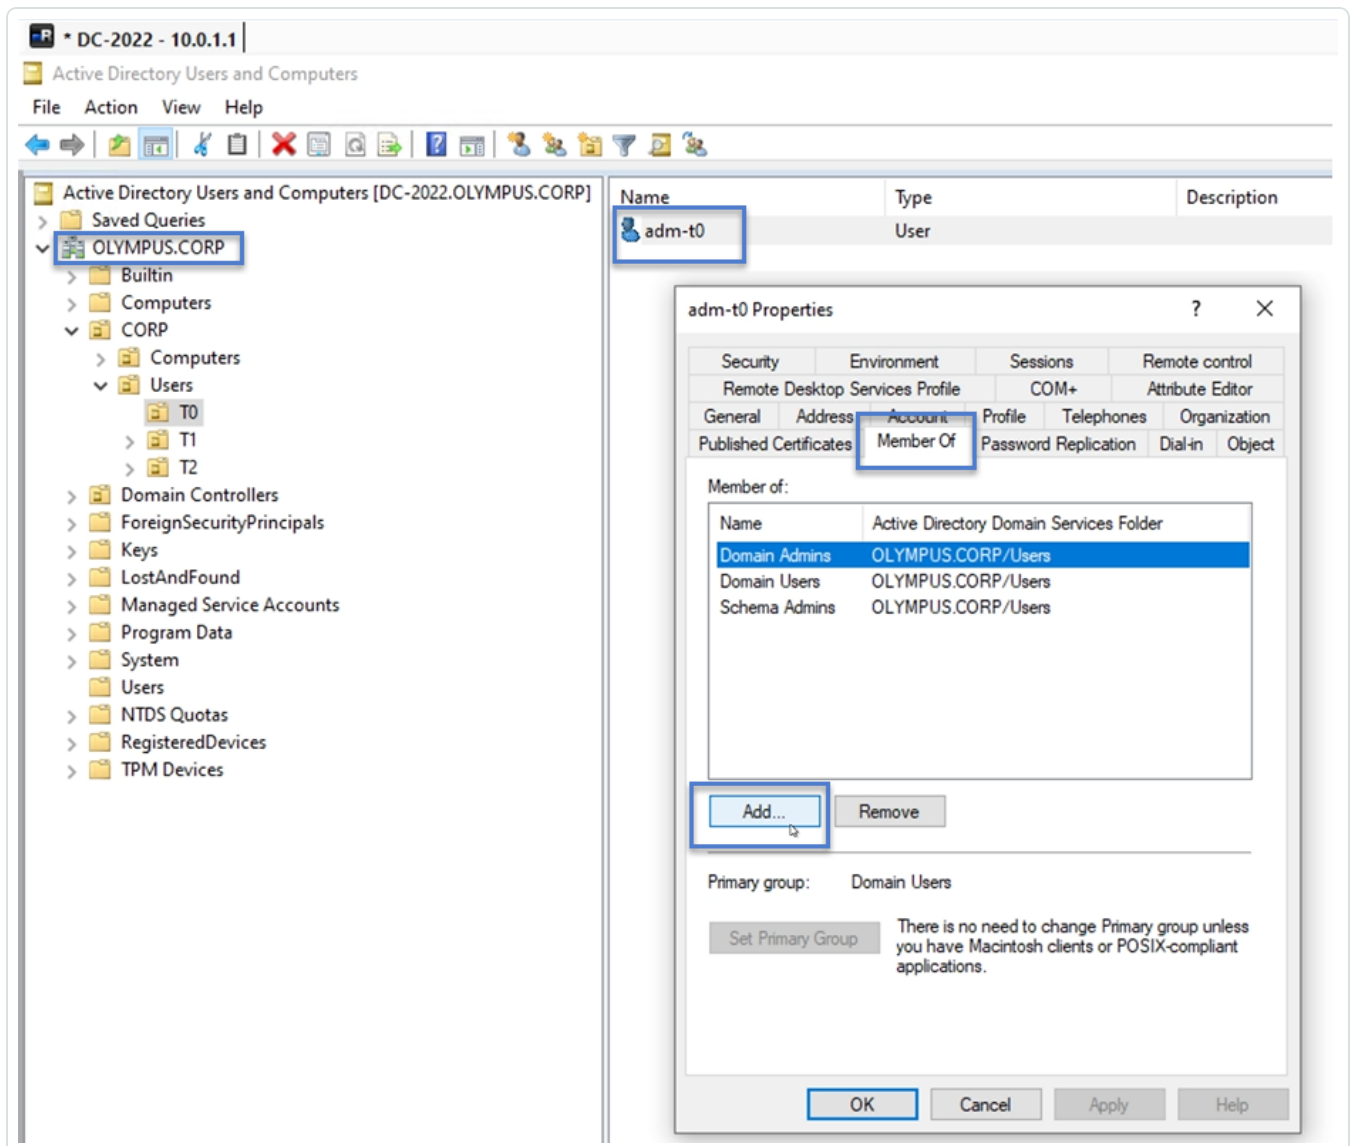 * DC-2022 - 10.0.1.1
Active Directory Users and Computers
File Action View Help
Active Directory Users and Computers [DC-2022.OLYMPUS.CORP]
Saved Queries
OLYMPUS.CORP
Builtin
Computers
CORP
Computers
Users
T0
T1
T2
Domain Controllers
ForeignSecurityPrincipals
Keys
LostAndFound
Managed Service Accounts
Program Data
System
Users
NTDS Quotas
RegisteredDevices
TPM Devices
Name Type Description
adm-t0 User
adm-t0 Properties ? 
Security Environment Sessions Remote control
Remote Desktop Services Profile COM+ Attribute Editor
General Address Account Profile Telephones Organization
Published Certificates Member Of Password Replication Dial-in Object
Member of:
Name Active Directory Domain Services Folder
Domain Admins OLYMPUS.CORP/Users
Domain Users OLYMPUS.CORP/Users
Schema Admins OLYMPUS.CORP/Users
Add... Remove
Primary group: Domain Users
Set Primary Group
There is no need to change Primary group unless
you have Macintosh clients or POSIX-compliant
applications.
OK Cancel Apply Help